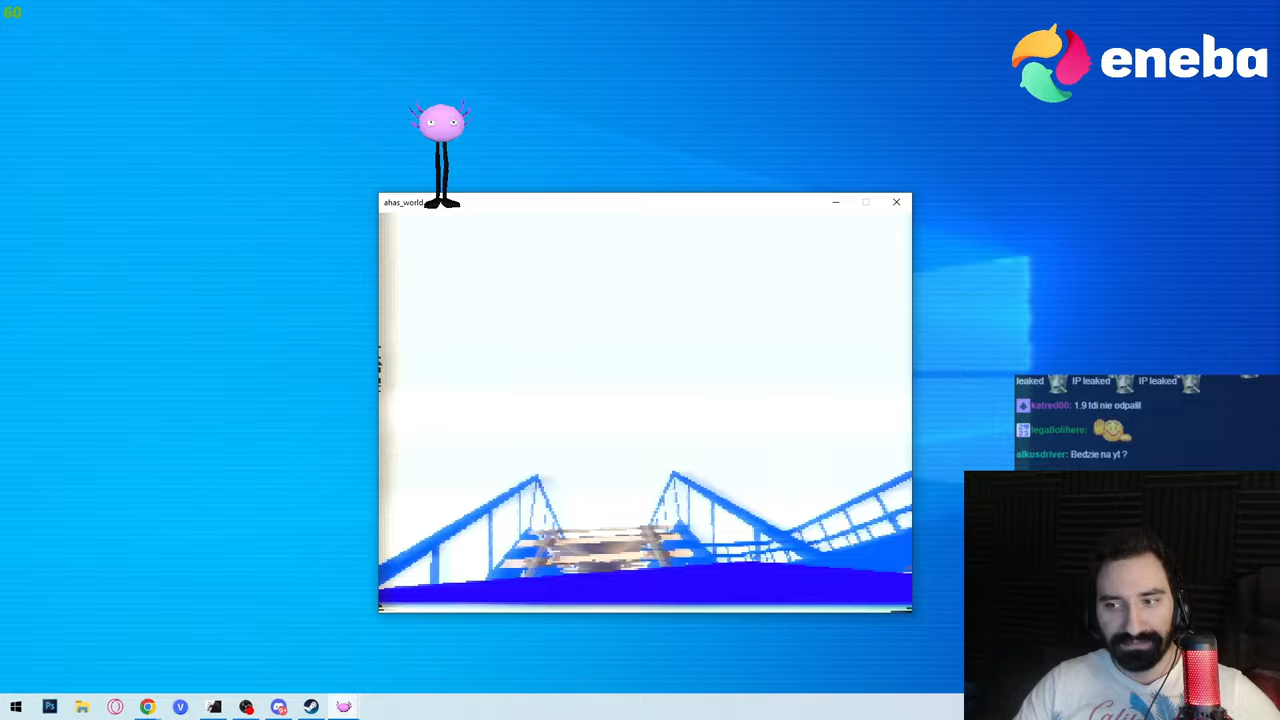 60
eneba
ahas_world
leaked IP leaked IP leaked
katred00: 1.9 tdi nie odpalil
legallolihere:
alkusdriver: Bedzie na yt ?
Ps